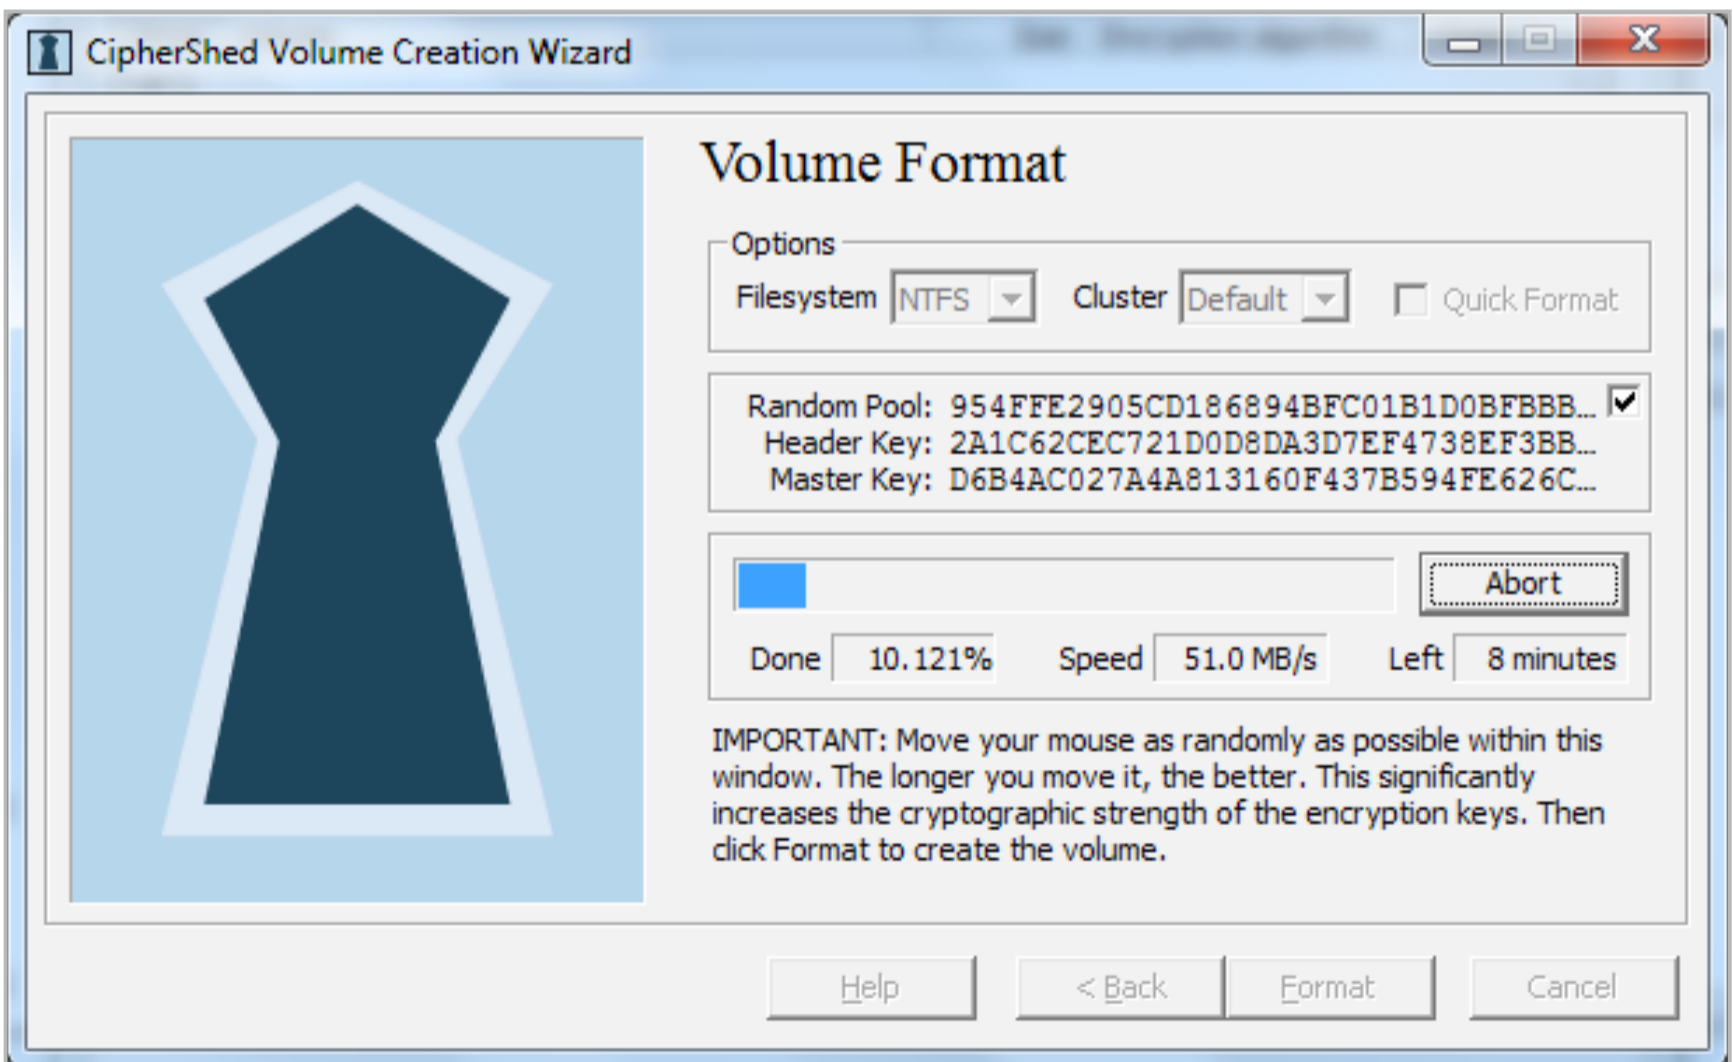 CipherShed Volume Creation Wizard
Volume Format
Options
Filesystem NTFS Cluster Default Quick Format
Random Pool: 954FFE2905CD186894BFC01B1D0BFBBB...
Header Key: 2A1C62CEC721D0D8DA3D7EF4738EF3BB...
Master Key: D6B4AC027A4A813160F437B594FE626C...
Abort
Done 10.121% Speed 51.0 MB/s Left 8 minutes
IMPORTANT: Move your mouse as randomly as possible within this
window. The longer you move it, the better. This significantly
increases the cryptographic strength of the encryption keys. Then
click Format to create the volume.
Help < Back Format Cancel